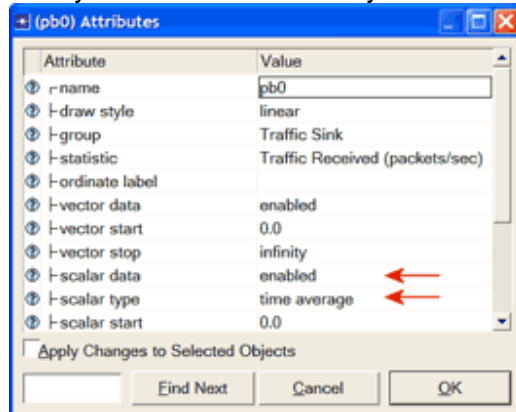 (pb0) Attributes
Attribute Value
name pb0
draw style linear
group Traffic Sink
statistic Traffic Received (packets/sec)
ordinate label
vector data enabled
vector start 0.0
vector stop infinity
scalar data enabled
scalar type time average
scalar start 0.0
Apply Changes to Selected Objects
Find Next Cancel OK